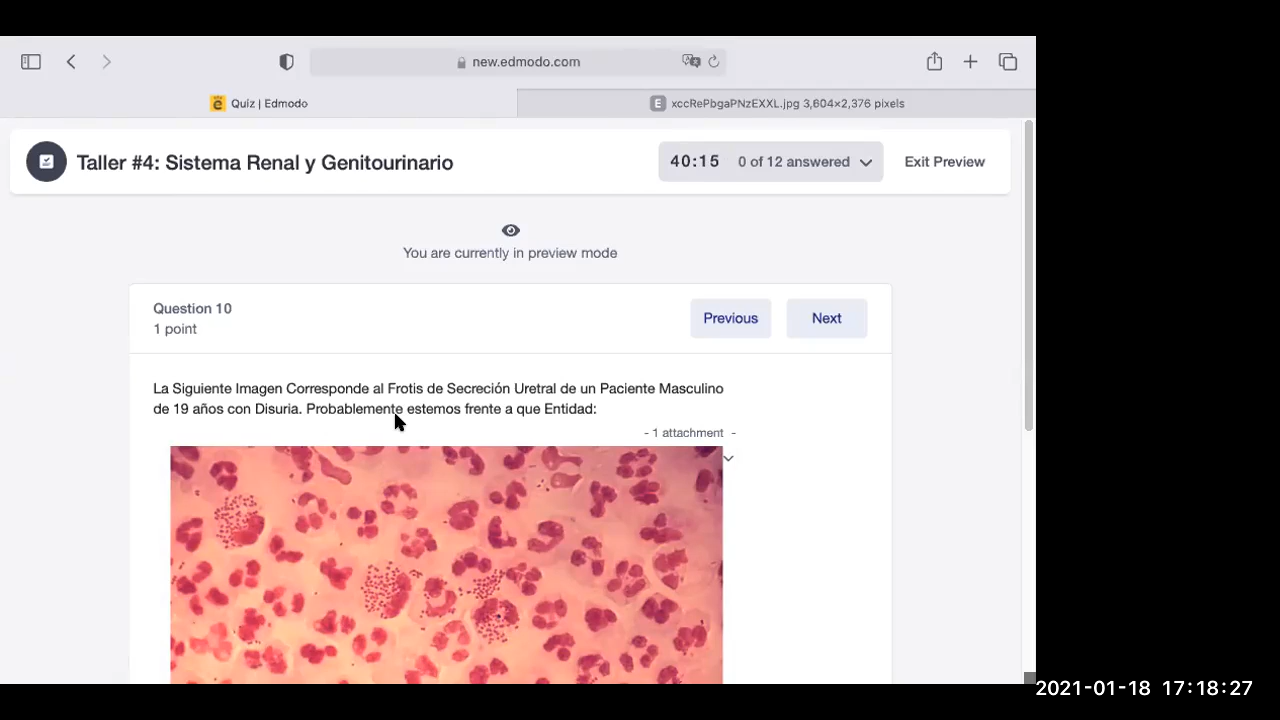 new.edmodo.com
Quiz | Edmodo
E xccRePbgaPNzEXXL.jpg 3,604×2,376 pixels
Taller #4: Sistema Renal y Genitourinario
40:15 0 of 12 answered
Exit Preview
You are currently in preview mode
Question 10
1 point
Previous
Next
La Siguiente Imagen Corresponde al Frotis de Secreción Uretral de un Paciente Masculino
de 19 años con Disuria. Probablemente estemos frente a que Entidad:
- 1 attachment -
2021-01-18 17:18:27